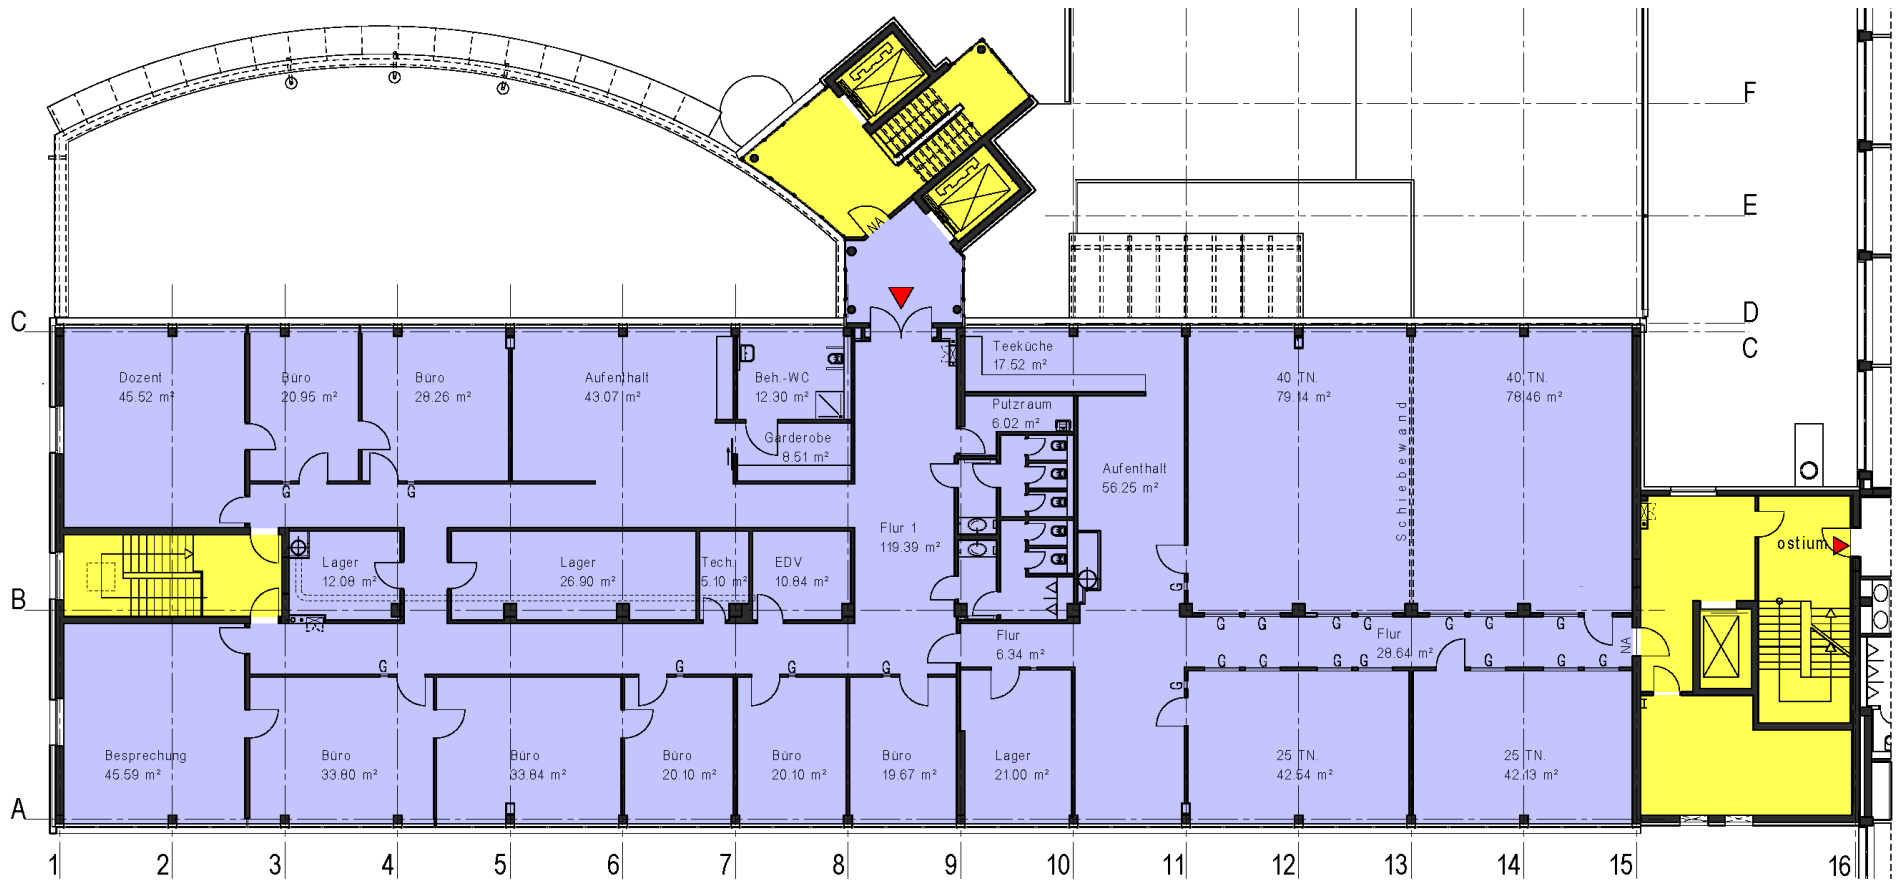 F
E
D
C
C
NA
Dozent
45.52 m²
Büro
20.95 m²
Büro
28.26 m²
Aufenthalt
43.07 m²
Beh.-WC
12.30 m²
Garderobe
8.51 m²
Teeküche
17.52 m²
Putzraum
6.02 m²
Aufenthalt
56.25 m²
40 TN.
79.14 m²
Schiebewand
40 TN.
78.46 m²
G
G
Flur 1
119.39 m²
Lager
12.08 m²
Lager
26.90 m²
Tech.
5.10 m²
EDV
10.84 m²
ostium
B
G
G
G
G
G
G
G
G
G
Flur
6.34 m²
Flur
28.64 m²
NA
G
G
G
G
G
G
G
G
G
G
G
G
Besprechung
45.59 m²
Büro
33.80 m²
Büro
33.84 m²
Büro
20.10 m²
Büro
20.10 m²
Büro
19.67 m²
Lager
21.00 m²
25 TN.
42.54 m²
25 TN.
42.13 m²
A
1
2
3
4
5
6
7
8
9
10
11
12
13
14
15
16